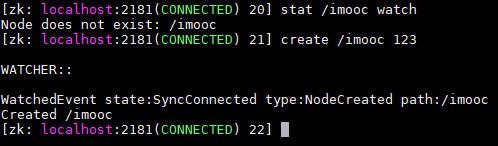 [zk: localhost:2181(CONNECTED) 20] stat /imooc watch
Node does not exist: /imooc
[zk: localhost:2181(CONNECTED) 21] create /imooc 123
WATCHER::
WatchedEvent state:SyncConnected type:NodeCreated path:/imooc
Created /imooc
[zk: localhost:2181(CONNECTED) 22]